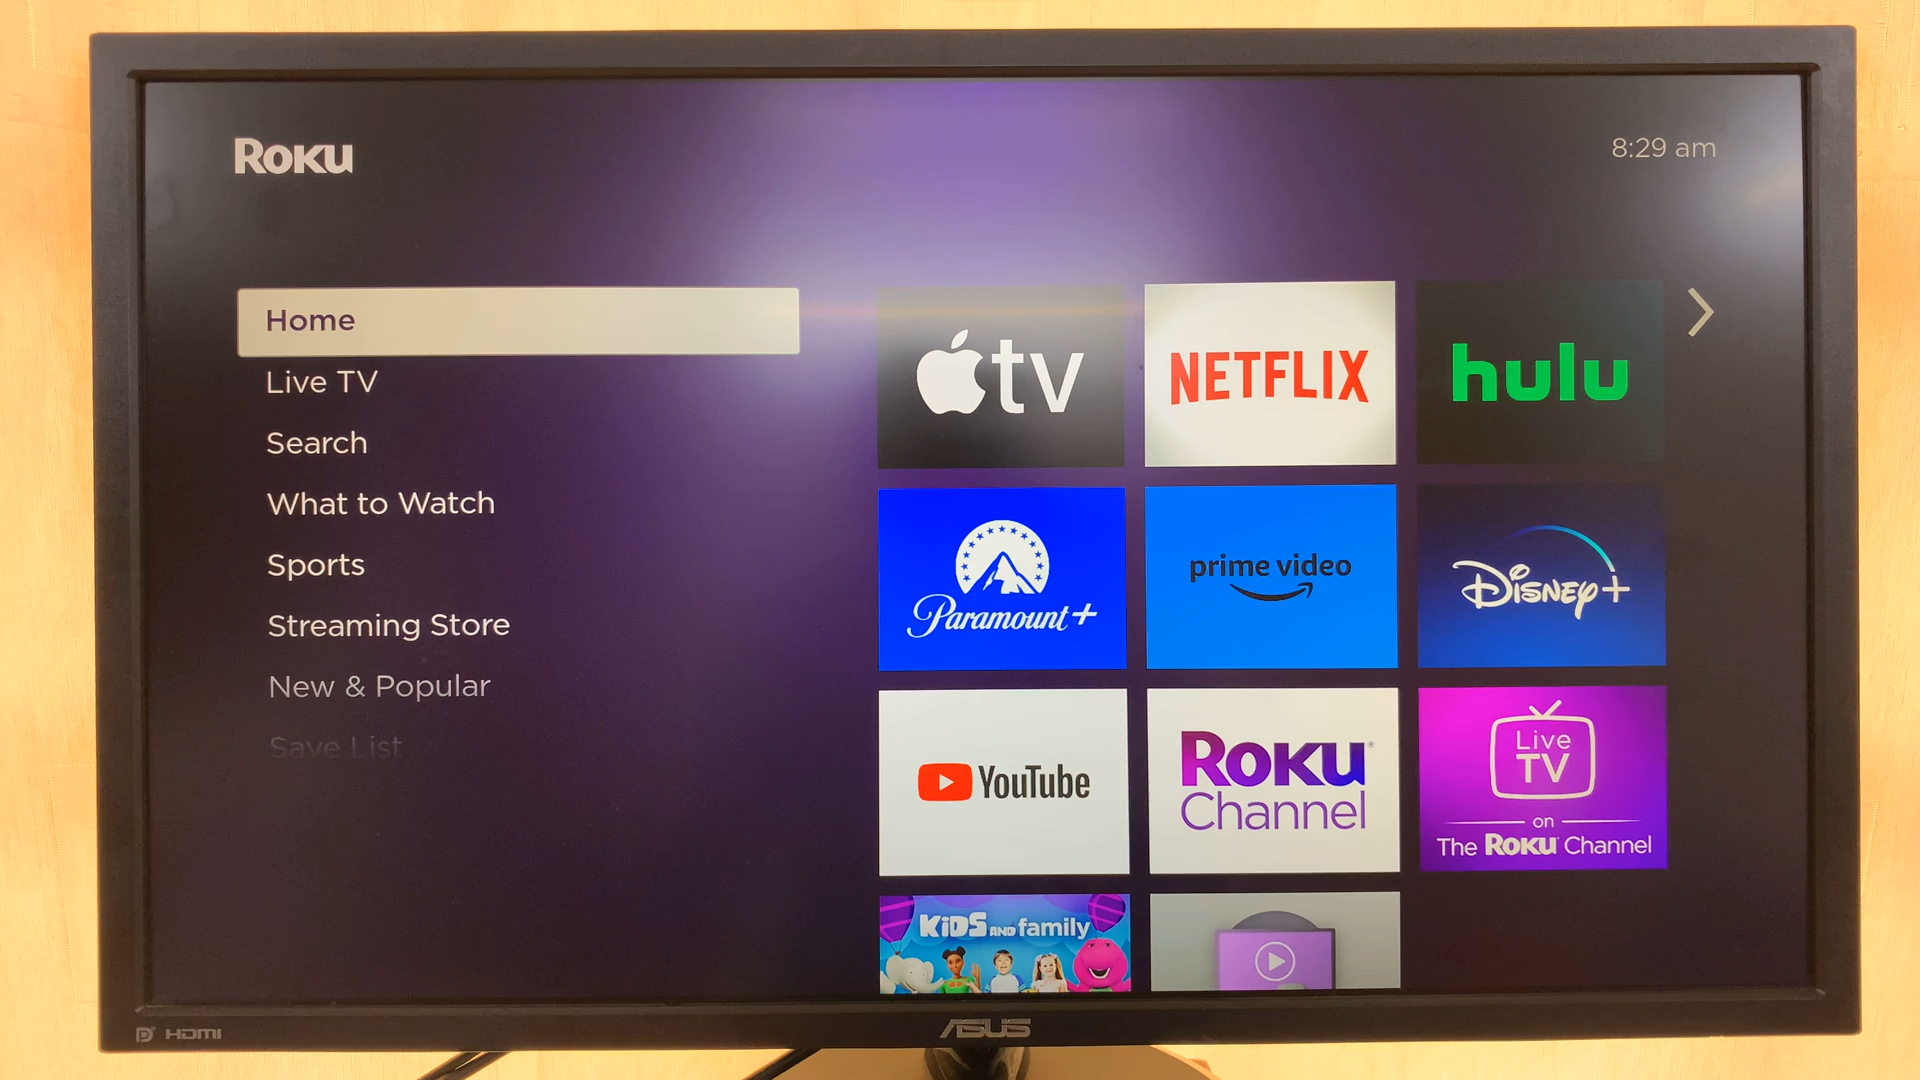 ROKU
8:29 am
Home
Live TV
Search
What to Watch
Sports
Streaming Store
New & Popular
Save List
tv
NETFLIX
hulu
Paramount+
prime video
Disney+
YouTube
ROKU
Channel
Live
TV
on
The ROKU Channel
KiDS AND family
HDMI
ASUS